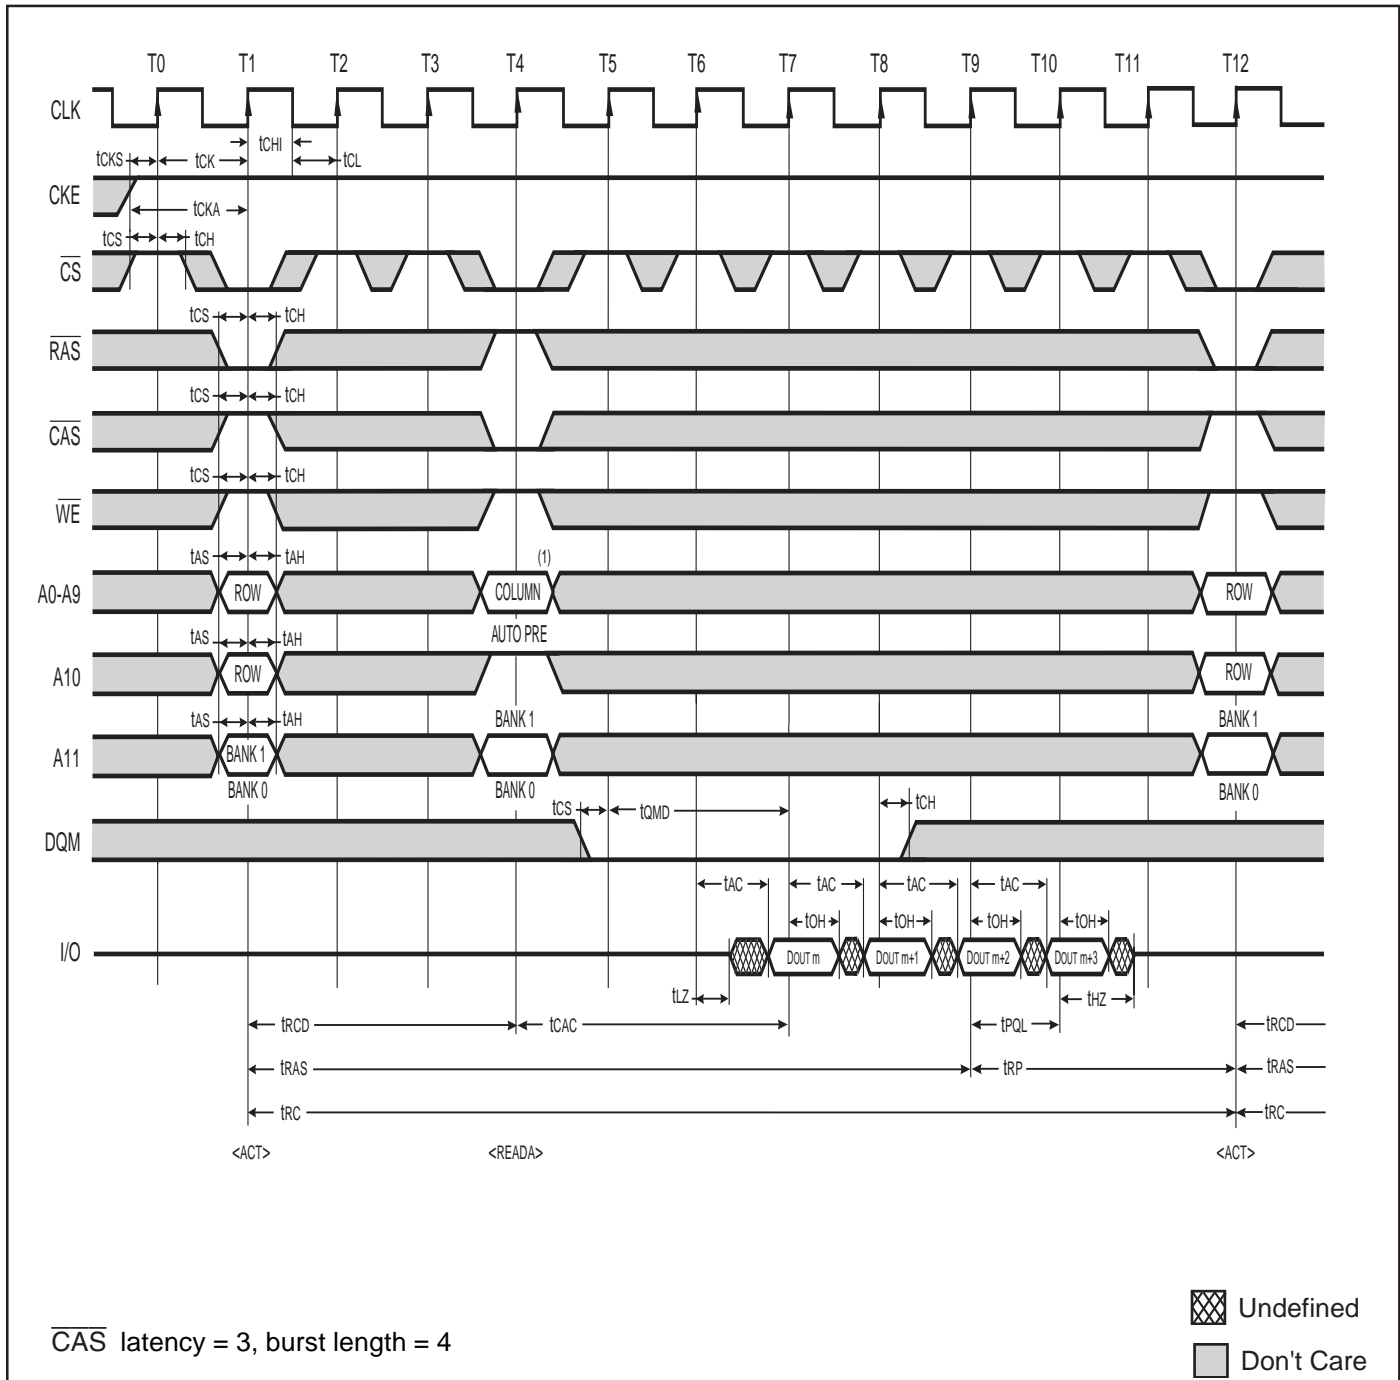 T0 T1 T2 T3 T4 T5 T6 T7 T8 T9 T10 T11 T12
CLK
tCHI
tCKS tCK tCL
CKE
tCKA
tCS tCH
CS
tCS tCH
RAS
tCS tCH
CAS
tCS tCH
WE
tAS tAH (1)
A0-A9 ROW COLUMN ROW
tAS tAH AUTO PRE
A10 ROW ROW
tAS tAH BANK 1 BANK 1
A11 BANK 1
BANK 0 BANK 0 BANK 0
tCS tQMD tCH
DQM
tAC tAC tAC tAC
tOH tOH tOH tOH
I/O DOUT m DOUT m+1 DOUT m+2 DOUT m+3
tLZ tHZ
tRCD tCAC tPQL tRCD
tRAS tRP tRAS
tRC tRC
<ACT> <READA> <ACT>
Undefined
CAS latency = 3, burst length = 4
Don't Care